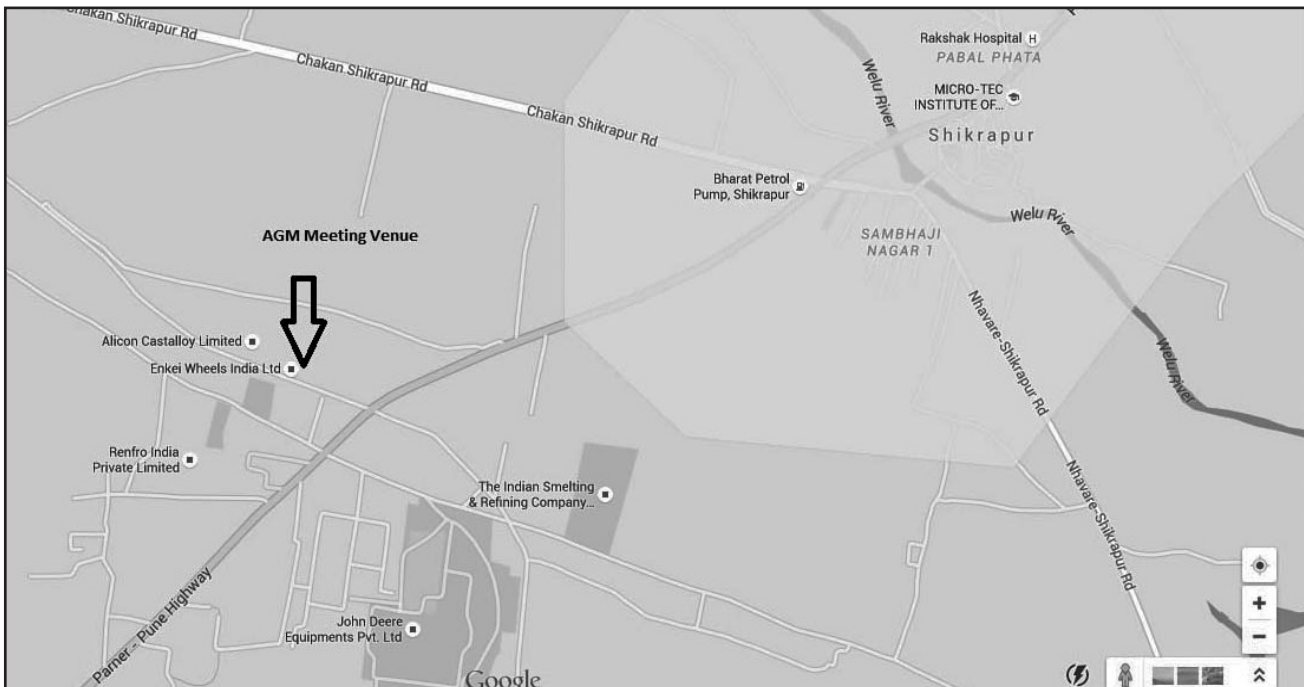 Chakan Shikrapur Rd
Chakan Shikrapur Rd
Chakan Shikrapur Rd
Welu River
Rakshak Hospital
H
PABAL PHATA
MICRO-TEC
INSTITUTE OF...
Shikrapur
Bharat Petrol
Pump, Shikrapur
SAMBHAJI
NAGAR 1
Welu River
AGM Meeting Venue
Alicon Castalloy Limited
Enkei Wheels India Ltd
Nhavare-Shikrapur Rd
Welu River
Renfro India
Private Limited
The Indian Smelting
& Refining Company...
Nhavare-Shikrapur Rd
Parner - Pune Highway
John Deere
Equipments Pvt. Ltd
Google
+
−